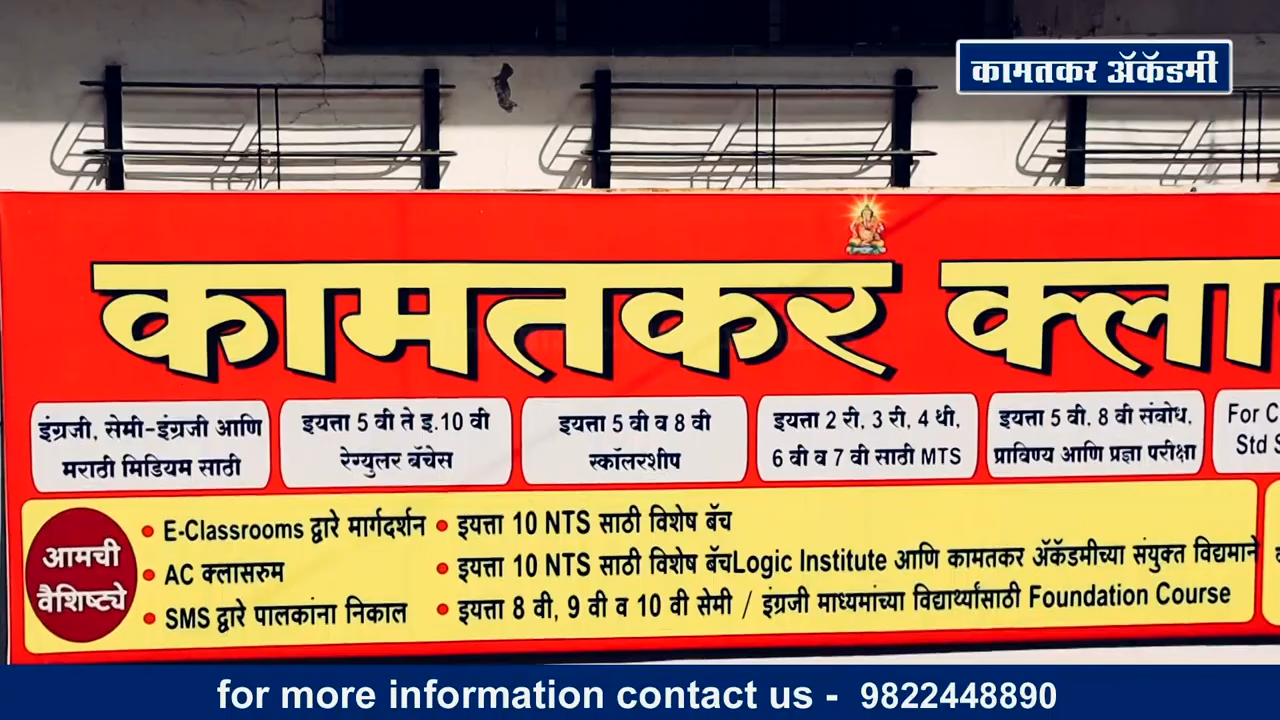 कामतकर ॲकॅडमी
कामतकर क्ला
इंग्रजी, सेमी-इंग्रजी आणि
मराठी मिडियम साठी
इयत्ता 5 वी ते इ.10 वी
रेग्युलर बॅचेस
इयत्ता 5 वी व 8 वी
स्कॉलरशीप
इयत्ता 2 री, 3 री, 4 थी,
6 वी व 7 वी साठी MTS
इयत्ता 5 वी. 8 वी संबोध,
प्राविण्य आणि प्रज्ञा परीक्षा
For
Std
आमची
वैशिष्ट्ये
• E-Classrooms द्वारे मार्गदर्शन
• AC क्लासरुम
• SMS द्वारे पालकांना निकाल
• इयत्ता 10 NTS साठी विशेष बॅच
• इयत्ता 10 NTS साठी विशेष बॅचLogic Institute आणि कामतकर ॲकॅडमीच्या संयुक्त विद्यमाने
• इयत्ता 8 वी, 9 वी व 10 वी सेमी / इंग्रजी माध्यमांच्या विद्यार्थ्यांसाठी Foundation Course
for more information contact us - 9822448890